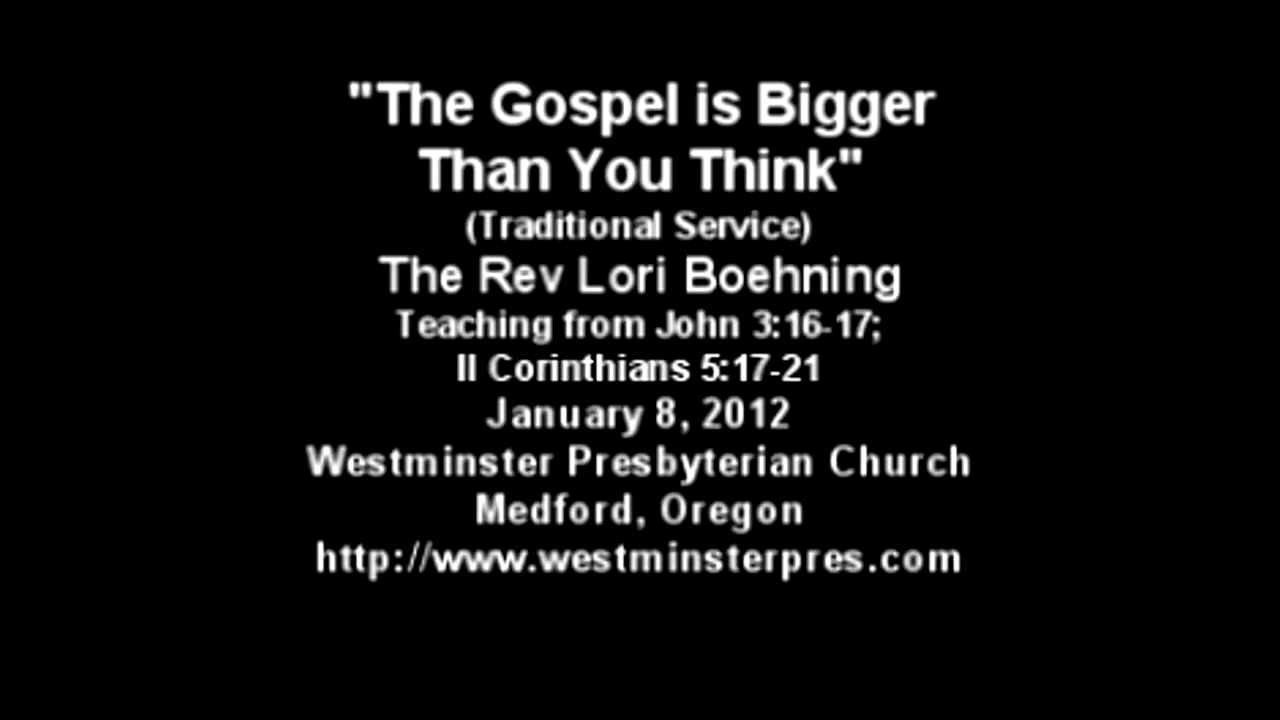 "The Gospel is Bigger
Than You Think"
(Traditional Service)
The Rev Lori Boehning
Teaching from John 3:16-17;
II Corinthians 5:17-21
January 8, 2012
Westminster Presbyterian Church
Medford, Oregon
http://www.westminsterpres.com